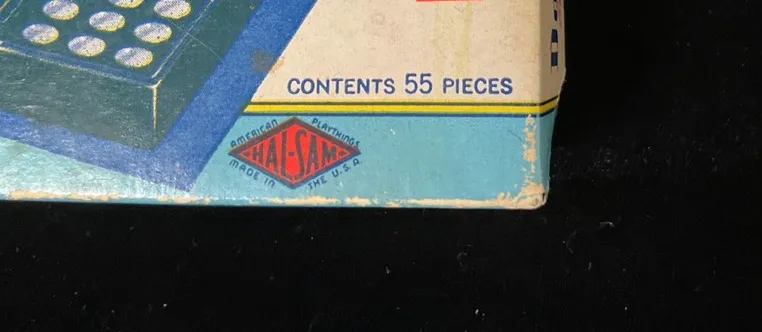 CONTENTS 55 PIECES
AMERICAN PLAYTHINGS
HAL-SAM
MADE IN THE U.S.A.